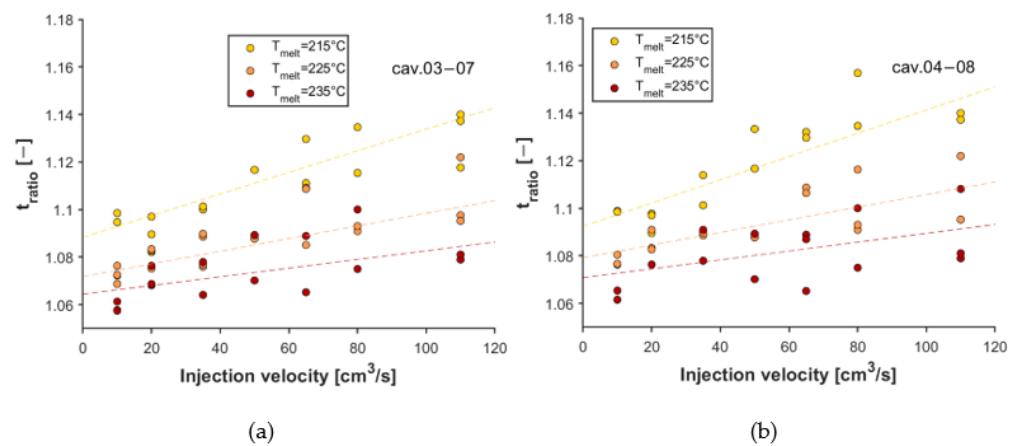 1.18
1.16
1.14
1.12
1.1
1.08
1.06
t_ratio [−]
T_melt=215°C
T_melt=225°C
T_melt=235°C
cav.03−07
0 20 40 60 80 100 120
Injection velocity [cm³/s]
(a)
1.18
1.16
1.14
1.12
1.1
1.08
1.06
T_melt=215°C
T_melt=225°C
T_melt=235°C
cav.04−08
0 20 40 60 80 100 120
Injection velocity [cm³/s]
(b)